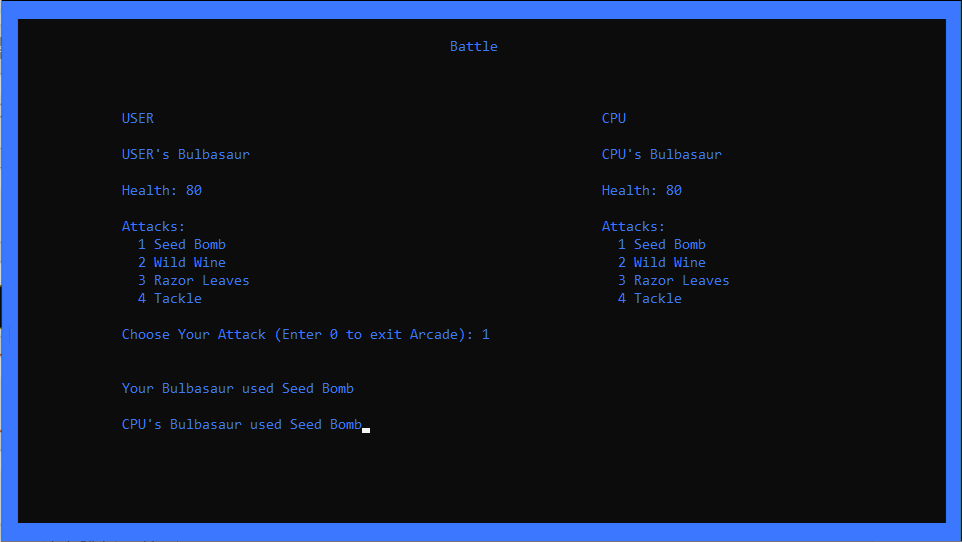 Battle
USER
CPU
USER's Bulbasaur
CPU's Bulbasaur
Health: 80
Health: 80
Attacks:
1 Seed Bomb
2 Wild Wine
3 Razor Leaves
4 Tackle
Attacks:
1 Seed Bomb
2 Wild Wine
3 Razor Leaves
4 Tackle
Choose Your Attack (Enter 0 to exit Arcade): 1
Your Bulbasaur used Seed Bomb
CPU's Bulbasaur used Seed Bomb